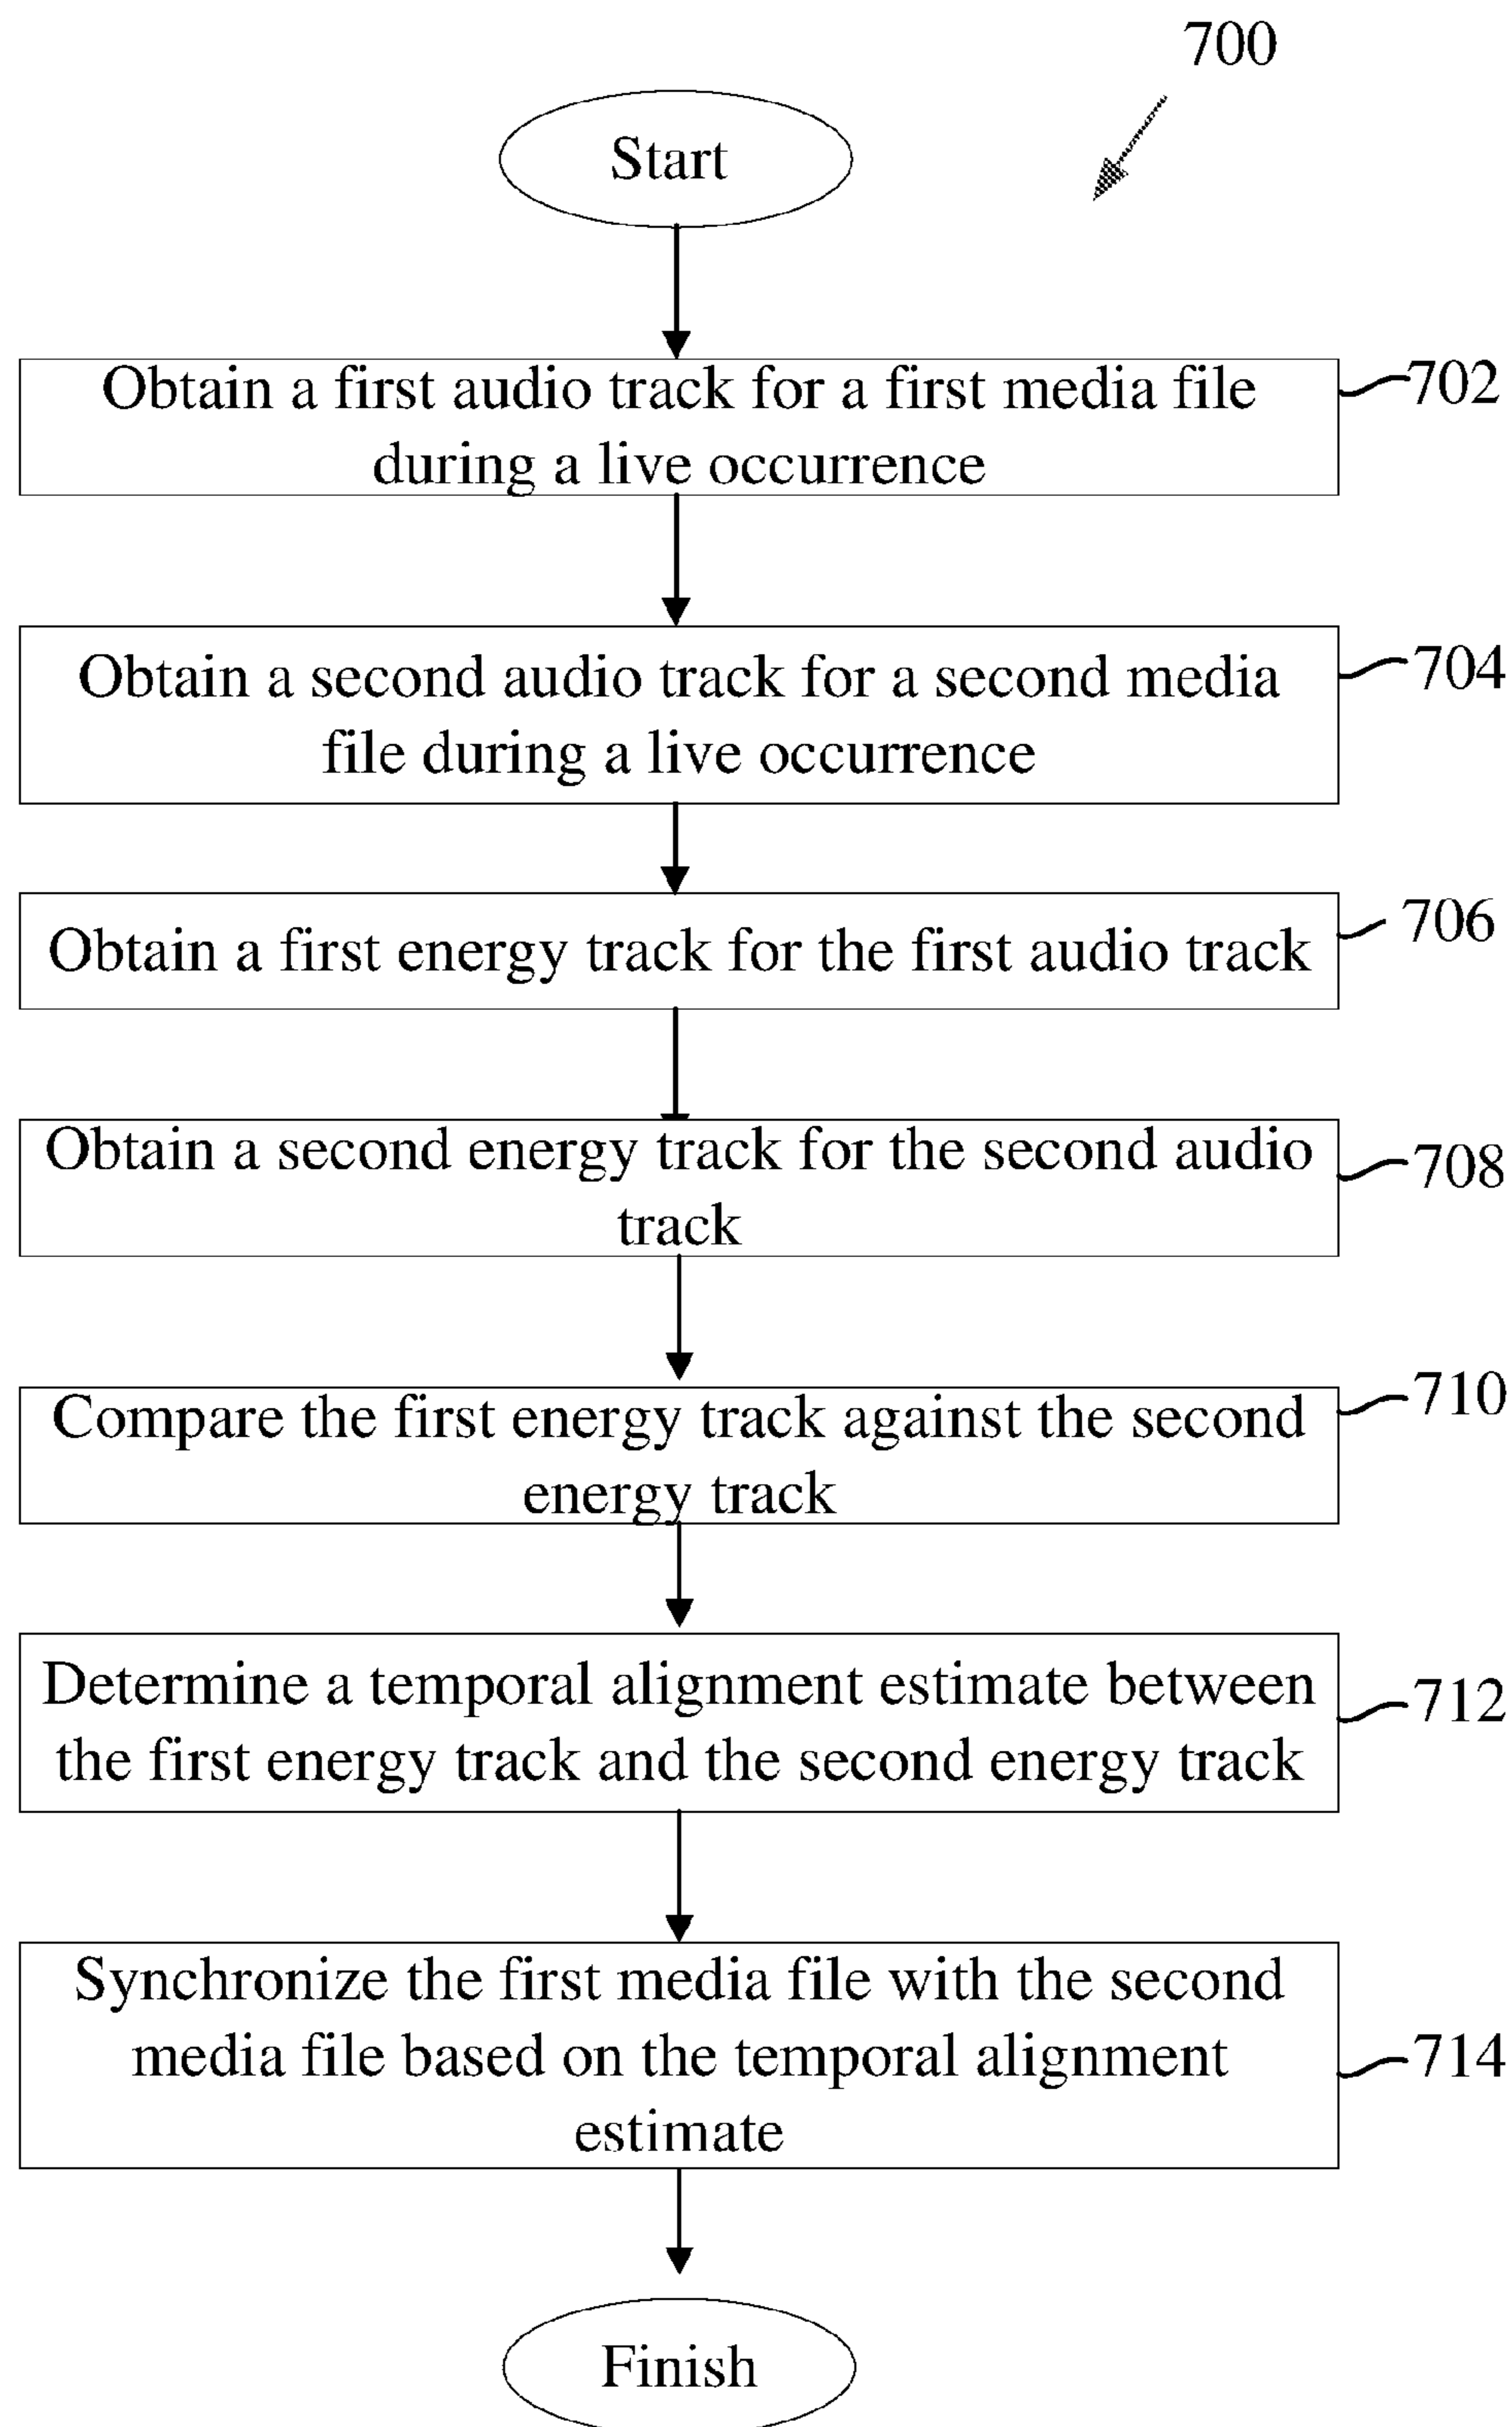 700
Start
Obtain a first audio track for a first media file
during a live occurrence
702
Obtain a second audio track for a second media
file during a live occurrence
704
Obtain a first energy track for the first audio track
706
Obtain a second energy track for the second audio
track
708
Compare the first energy track against the second
energy track
710
Determine a temporal alignment estimate between
the first energy track and the second energy track
712
Synchronize the first media file with the second
media file based on the temporal alignment
estimate
714
Finish